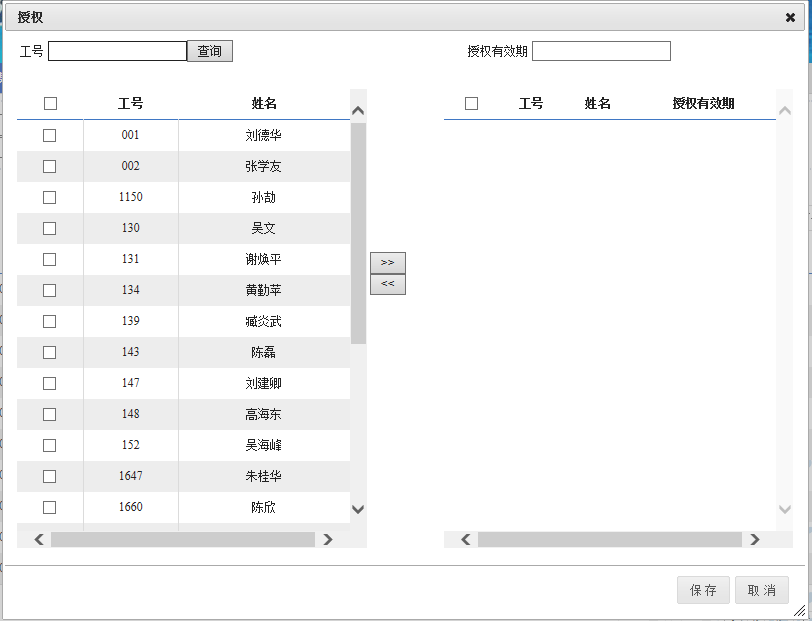 授权
工号 查询 授权有效期
工号 姓名 工号 姓名 授权有效期
001 刘德华
002 张学友
1150 孙劼
130 吴文
131 谢焕平
134 黄勤苹
139 臧炎武
143 陈磊
147 刘建卿
148 高海东
152 吴海峰
1647 朱桂华
1660 陈欣
>>
<<
保存 取消